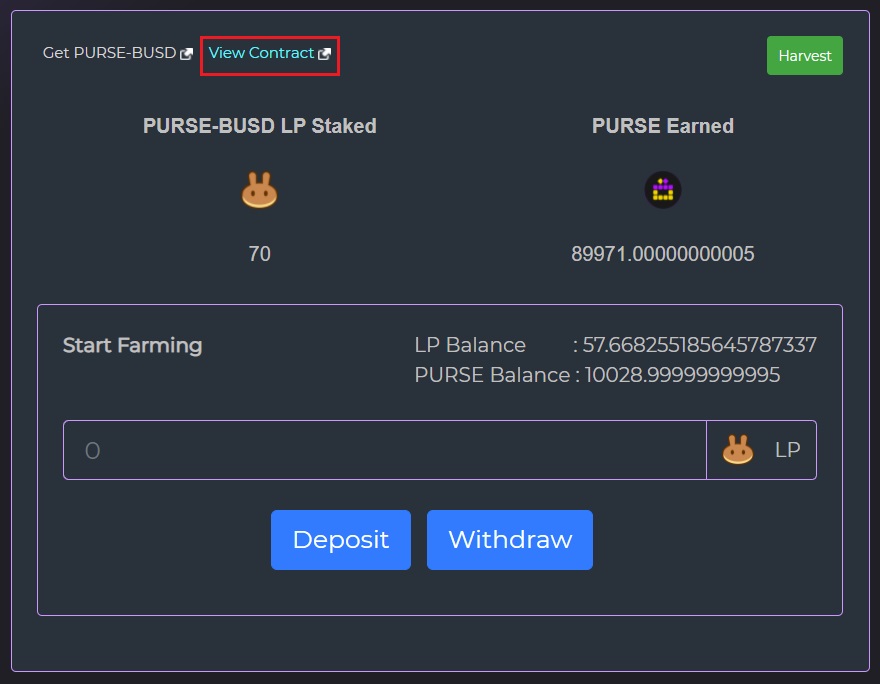 Get PURSE-BUSD View Contract Harvest
PURSE-BUSD LP Staked PURSE Earned
70 89971.00000000005
Start Farming LP Balance : 57.668255185645787337
PURSE Balance : 10028.99999999995
0 LP
Deposit Withdraw